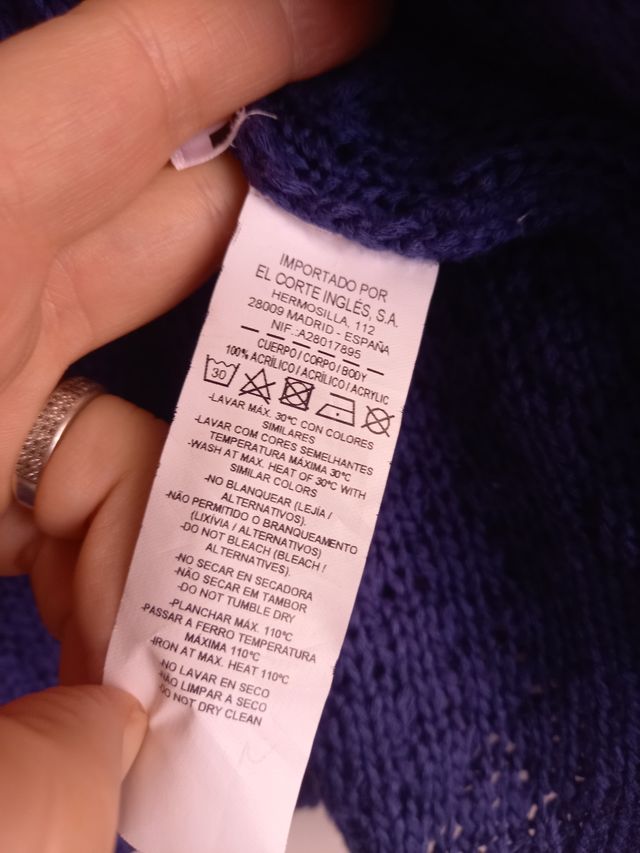 IMPORTADO POR
EL CORTE INGLÉS, S.A.
HERMOSILLA, 112
28009 MADRID - ESPAÑA
NIF.:A28017895
CUERPO / CORPO / BODY
100% ACRÍLICO / ACRÍLICO / ACRYLIC
30
-LAVAR MÁX. 30ºC CON COLORES
SIMILARES
-LAVAR COM CORES SEMELHANTES
TEMPERATURA MÁXIMA 30ºC
-WASH AT MAX. HEAT OF 30ºC WITH
SIMILAR COLORS
-NO BLANQUEAR (LEJÍA /
ALTERNATIVOS).
-NÃO PERMITIDO O BRANQUEAMENTO
(LIXIVIA / ALTERNATIVOS)
-DO NOT BLEACH (BLEACH /
ALTERNATIVES).
-NO SECAR EN SECADORA
-NÃO SECAR EM TAMBOR
-DO NOT TUMBLE DRY
-PLANCHAR MÁX. 110ºC
-PASSAR A FERRO TEMPERATURA
MÁXIMA 110ºC
-IRON AT MAX. HEAT 110ºC
-NO LAVAR EN SECO
-NÃO LIMPAR A SECO
-DO NOT DRY CLEAN